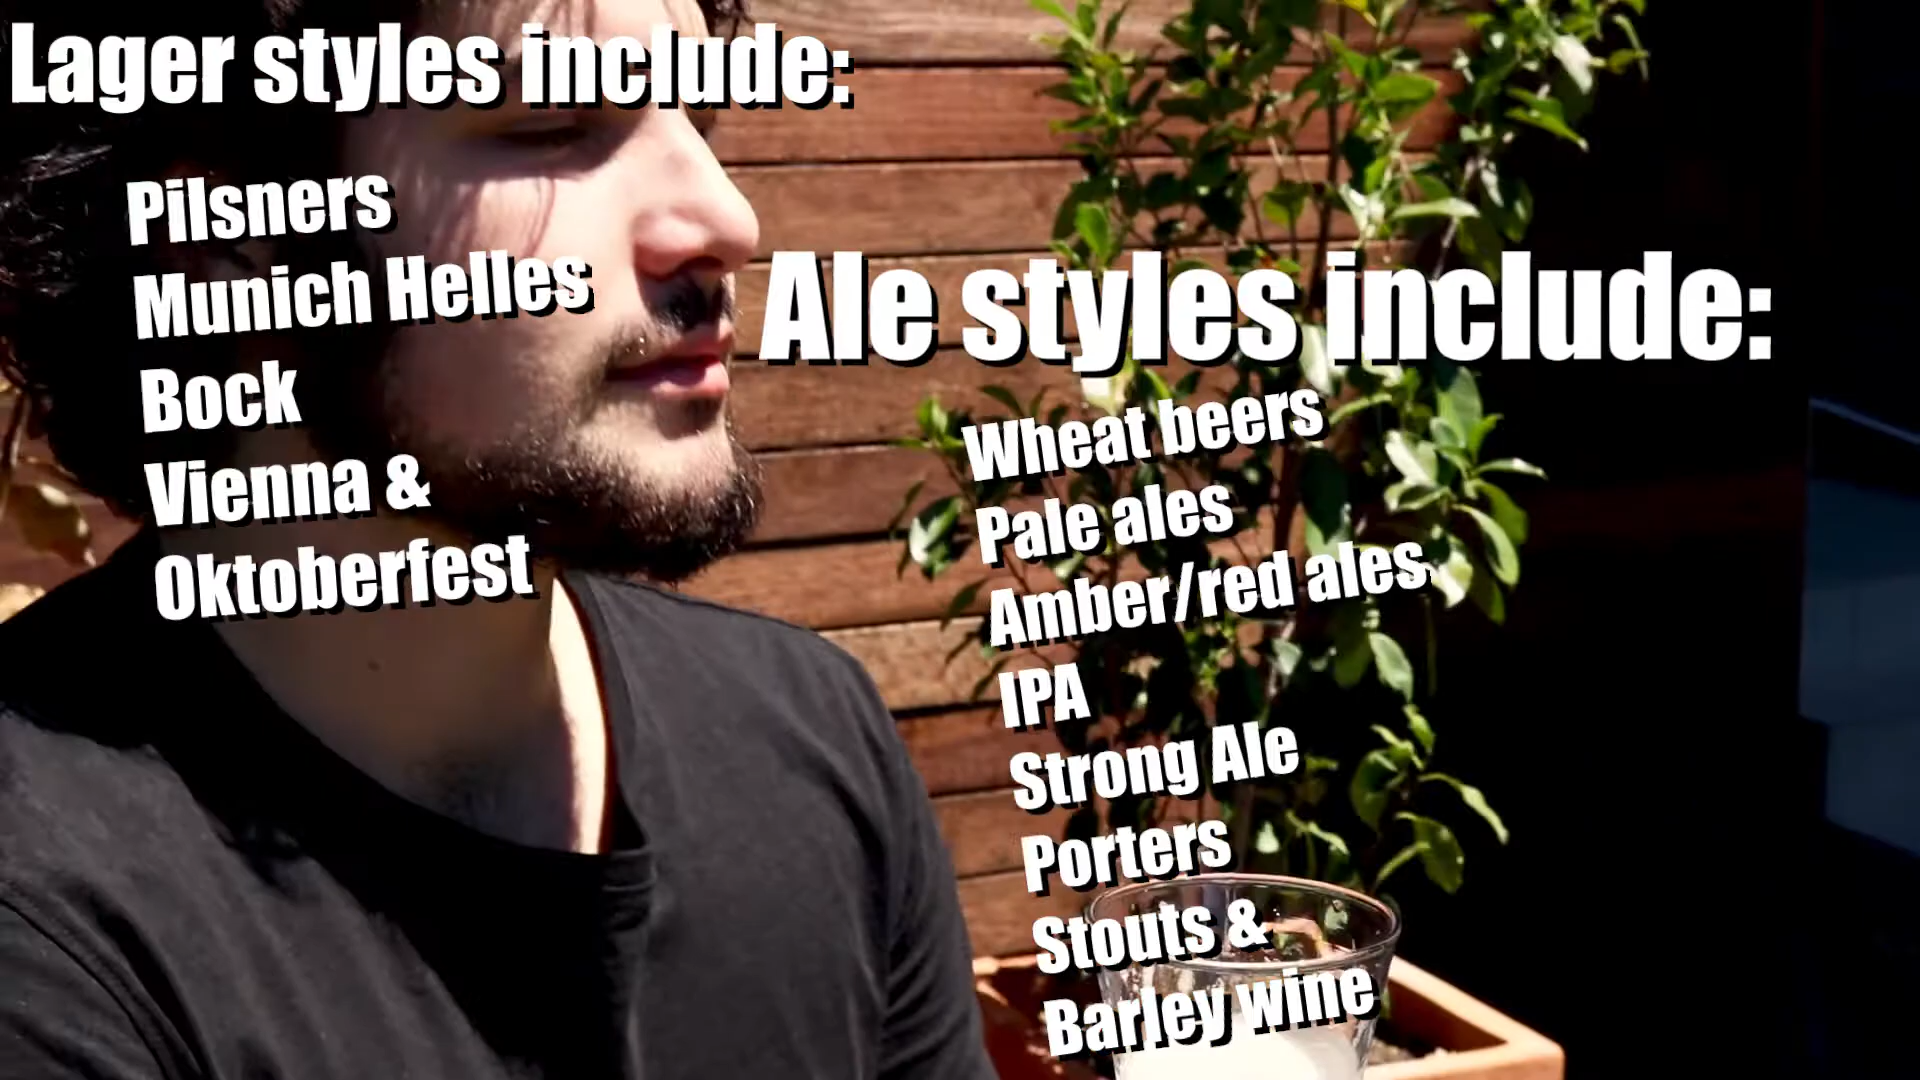 Lager styles include:
Pilsners
Munich Helles
Bock
Vienna &
Oktoberfest
Ale styles include:
Wheat beers
Pale ales
Amber/red ales
IPA
Strong Ale
Porters
Stouts &
Barley wine